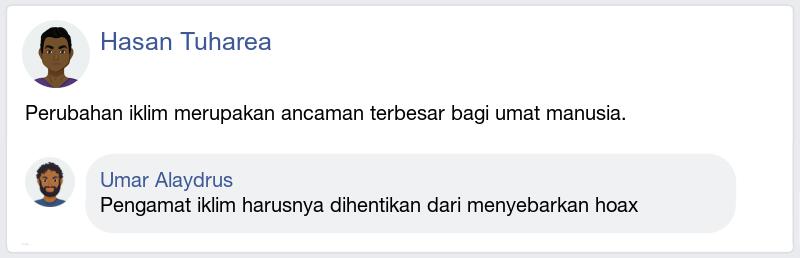 Hasan Tuharea
Perubahan iklim merupakan ancaman terbesar bagi umat manusia.
Umar Alaydrus
Pengamat iklim harusnya dihentikan dari menyebarkan hoax